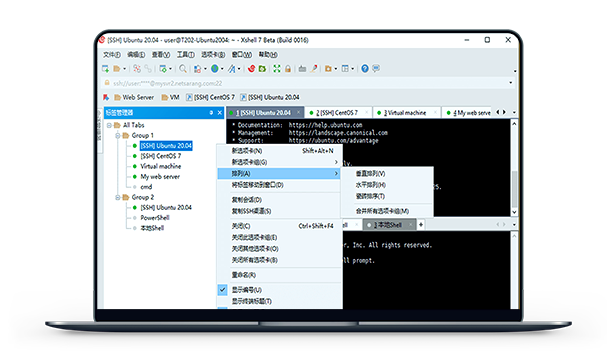 [SSH] Ubuntu 20.04 - user@T202-Ubuntu2004: ~ - Xshell 7 Beta (Build 0016)
文件(F) 编辑(E) 查看(V) 工具(T) 选项卡(B) 窗口(W) 帮助(H)
ssh://user:****@mysvr2.netsarang.com:22
Web Server VM [SSH] CentOS 7 [SSH] Ubuntu 20.04
标签管理器
1 [SSH] Ubuntu 20.04 2 [SSH] CentOS 7 3 Virtual machine 4 My web serve
All Tabs
Group 1
[SSH] Ubuntu 20.04
[SSH] CentOS 7
Virtual machine
My web server
cmd
Group 2
[SSH] Ubuntu 20.04
PowerShell
本地Shell
* Documentation: https://help.ubuntu.com
* Management: https://landscape.canonical.com
* Support: https://ubuntu.com/advantage
新选项卡(N) Shift+Alt+N
新选项卡组(G)
排列(A)
将标签移动到窗口(D)
复制会话(D)
复制SSH渠道(S)
关闭(C) Ctrl+Shift+F4
关闭此选项卡组(E)
关闭其他选项卡(O)
关闭所有选项卡(B)
重命名(R)
显示编号(U)
显示终端标题(T)
垂直排列(V)
水平排列(H)
瓷砖排序(T)
合并所有选项卡组(M)
25.
ell 3 本地Shell
r, Inc. All rights reserved.
ll prompt.